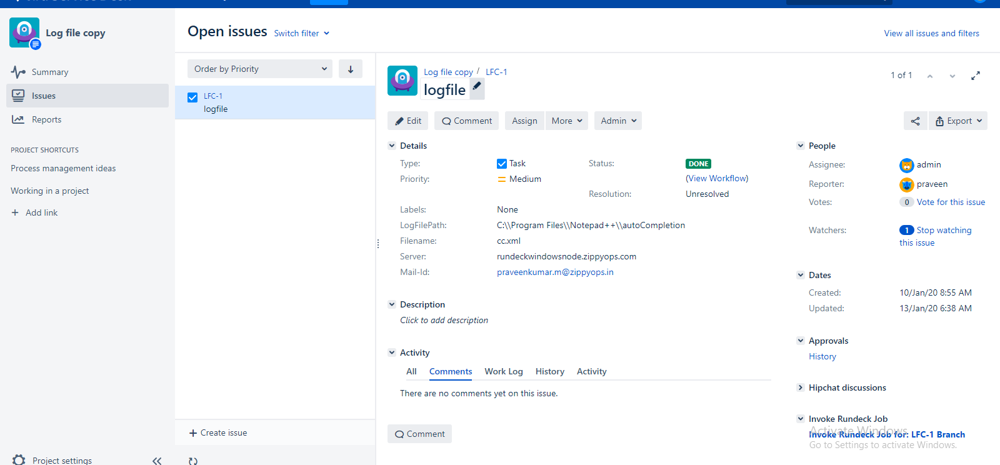 Log file copy
Summary
Issues
Reports
PROJECT SHORTCUTS
Process management ideas
Working in a project
+ Add link
Project settings
Open issues Switch filter
View all issues and filters
Order by Priority
LFC-1
logfile
+ Create issue
Log file copy / LFC-1
logfile
1 of 1
Edit Comment Assign More Admin
Export
Details
Type: Task
Status: DONE
Priority: Medium
(View Workflow)
Resolution: Unresolved
Labels: None
LogFilePath: C:\\Program Files\\Notepad++\\autoCompletion
Filename: cc.xml
Server: rundeckwindowsnode.zippyops.com
Mail-Id: praveenkumar.m@zippyops.in
Description
Click to add description
Activity
All Comments Work Log History Activity
There are no comments yet on this issue.
Comment
People
Assignee: admin
Reporter: praveen
Votes: 0 Vote for this issue
Watchers: 1 Stop watching
this issue
Dates
Created: 10/Jan/20 8:55 AM
Updated: 13/Jan/20 6:38 AM
Approvals
History
Hipchat discussions
Invoke Rundeck Job
Invoke Rundeck Job for: LFC-1 Branch
Activate Windows
Go to Settings to activate Windows.